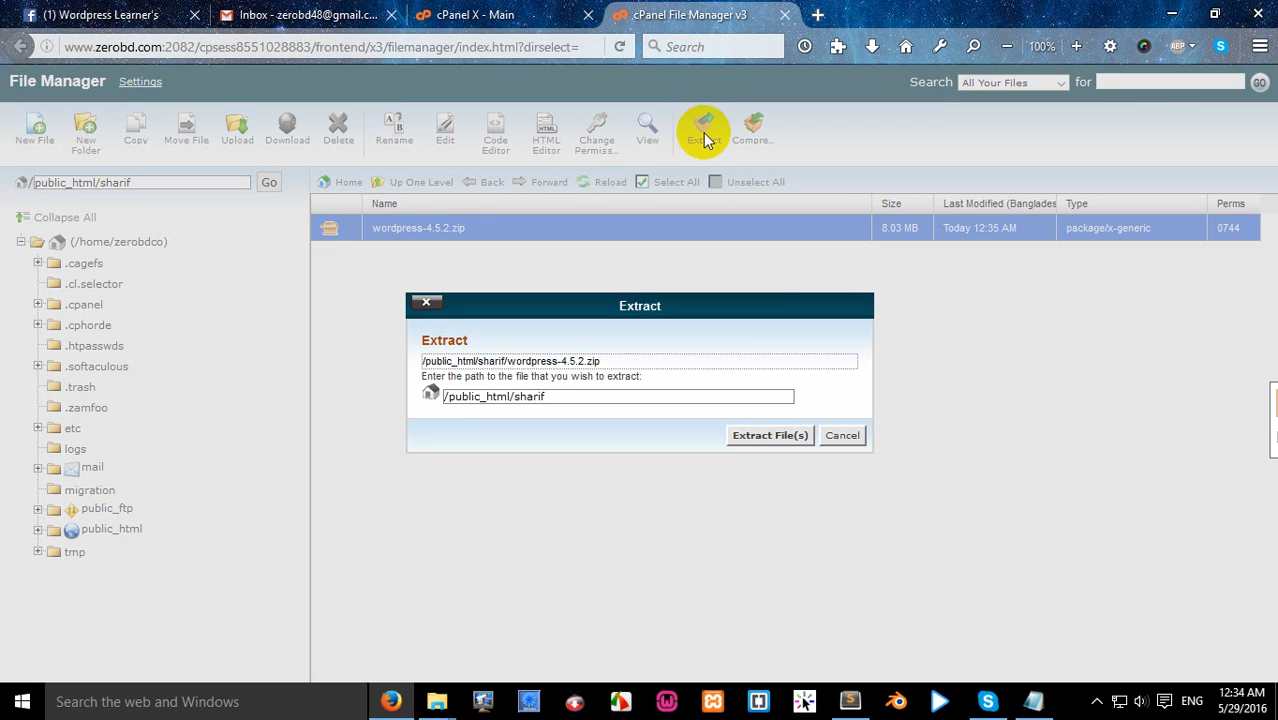 (1) Wordpress Learner's
Inbox - zerobd48@gmail.c...
cPanel X - Main
cPanel File Manager v3
www.zerobd.com:2082/cpsess8551028883/frontend/x3/filemanager/index.html?dirselect=
Search
100%
ABP
File Manager
Settings
Search
All Your Files
for
GO
New File
New Folder
Copy
Move File
Upload
Download
Delete
Rename
Edit
Code Editor
HTML Editor
Change Permiss...
View
Extract
Compre...
/public_html/sharif
Go
Home
Up One Level
Back
Forward
Reload
Select All
Unselect All
Collapse All
Name
Size
Last Modified (Banglades
Type
Perms
wordpress-4.5.2.zip
8.03 MB
Today 12:35 AM
package/x-generic
0744
(/home/zerobdco)
.cagefs
.cl.selector
.cpanel
.cphorde
.htpasswds
.softaculous
.trash
.zamfoo
etc
logs
mail
migration
public_ftp
public_html
tmp
Extract
Extract
/public_html/sharif/wordpress-4.5.2.zip
Enter the path to the file that you wish to extract:
/public_html/sharif
Extract File(s)
Cancel
Search the web and Windows
ENG
12:34 AM
5/29/2016